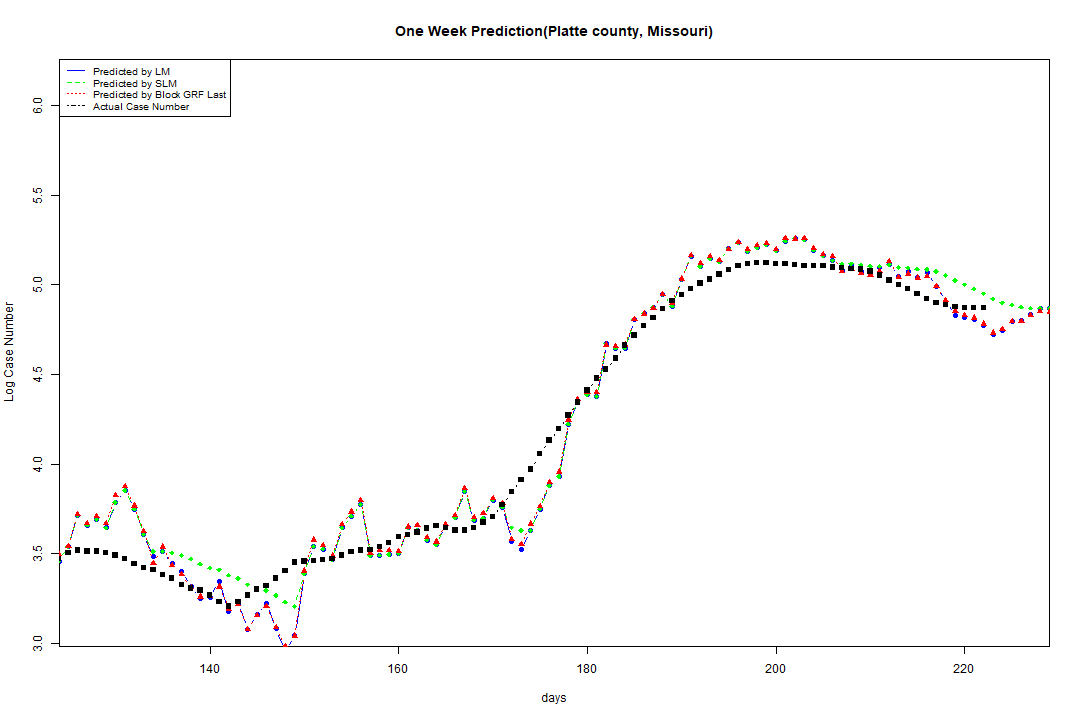 One Week Prediction(Platte county, Missouri)
Predicted by LM
Predicted by SLM
Predicted by Block GRF Last
Actual Case Number
6.0
5.5
5.0
4.5
4.0
3.5
3.0
Log Case Number
140 160 180 200 220
days